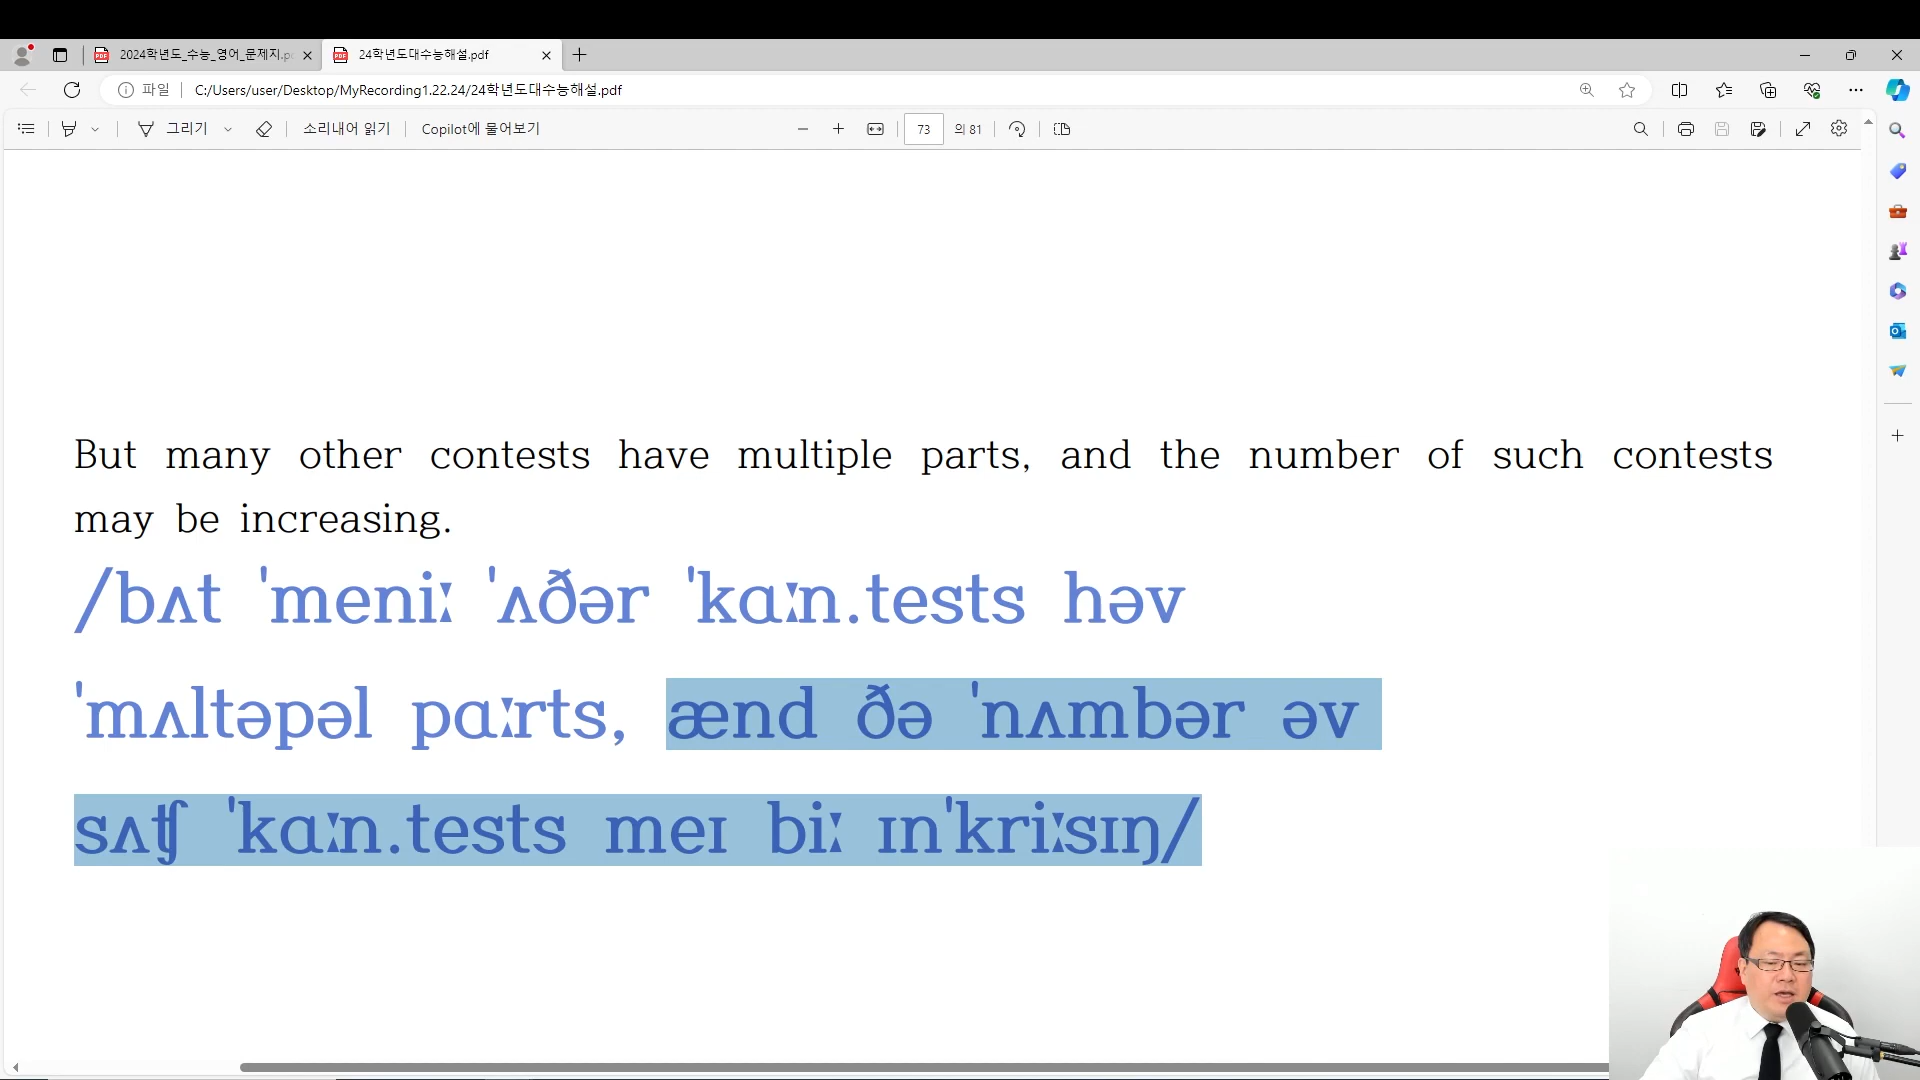 2024학년도_수능_영어_문제지.p
24학년도대수능해설.pdf
파일
C:/Users/user/Desktop/MyRecording1.22.24/24학년도대수능해설.pdf
그리기
소리내어 읽기
Copilot에 물어보기
73
의 81
But many other contests have multiple parts, and the number of such contests
may be increasing.
/bʌt ˈmeniː ˈʌðər ˈkɑːn.tests həv
ˈmʌltəpəl pɑːrts, ænd ðə ˈnʌmbər əv
sʌʧ ˈkɑːn.tests meɪ biː ɪnˈkriːsɪŋ/